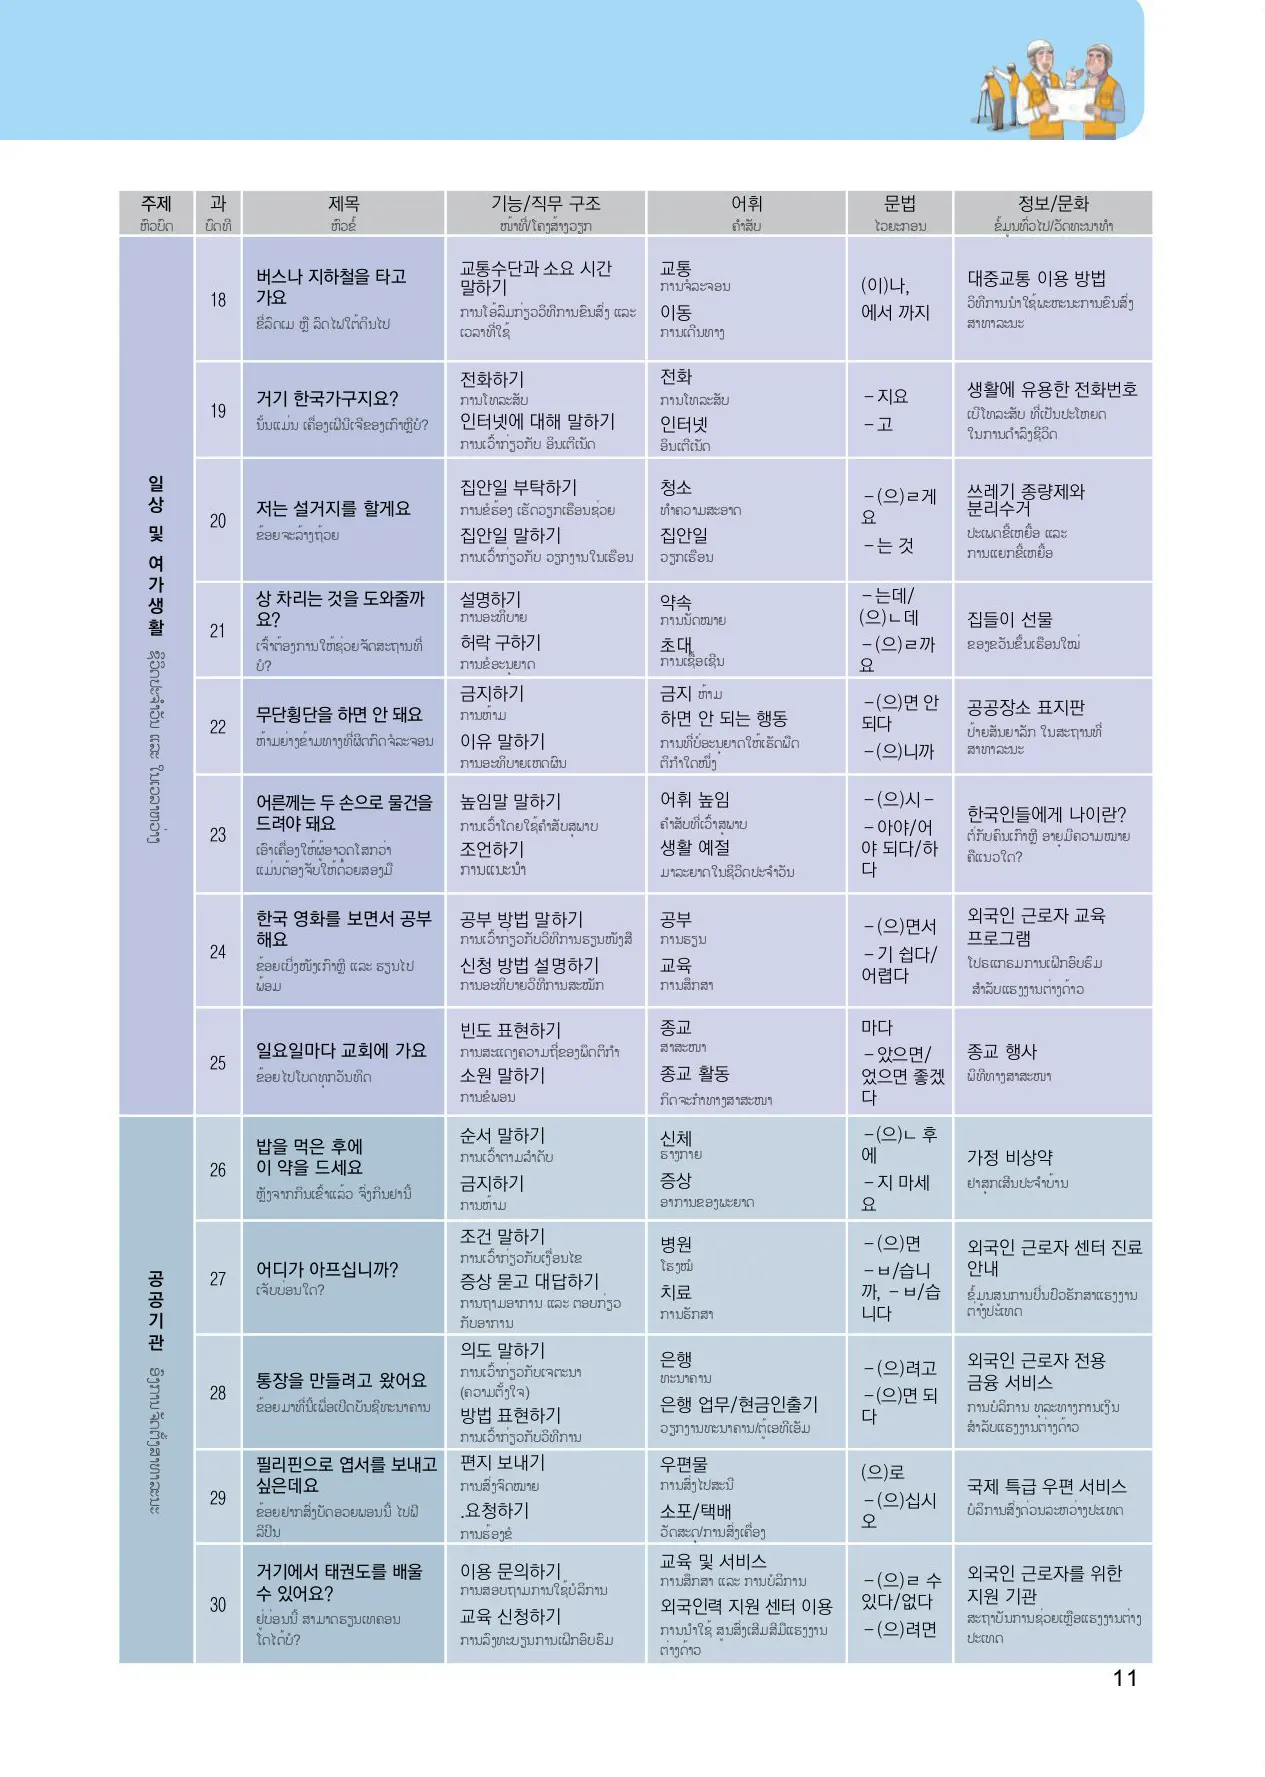 주제
ຫົວບົດ
과
ບົດທີ
제목
ຫົວຂໍ້
기능/직무 구조
ໜ້າທີ່/ໂຄງສ້າງວຽກ
어휘
ຄຳສັບ
문법
ໄວຍະກອນ
정보/문화
ຂໍ້ມູນທົ່ວໄປ/ວັດທະນາທຳ
일상 및 여가생활
ຊີວິດປະຈຳວັນ ແລະ ໃນເວລາຫວ່າງ
18
버스나 지하철을 타고
가요
ຂີ່ລົດເມ ຫຼື ລົດໄຟໃຕ້ດິນໄປ
교통수단과 소요 시간
말하기
ການໂອ້ລົມກ່ຽວວິທີການຂົນສົ່ງ ແລະ
ເວລາທີ່ໃຊ້
교통
ການຈໍລະຈອນ
이동
ການເດີນທາງ
(이)나,
에서 까지
대중교통 이용 방법
ວິທີການນຳໃຊ້ພະຫະນະການຂົນສົ່ງ
ສາທາລະນະ
19
거기 한국가구지요?
ນັ້ນແມ່ນ ເຄື່ອງເຟີນີເຈີຂອງເກົາຫຼີບໍ່?
전화하기
ການໂທລະສັບ
인터넷에 대해 말하기
ການເວົ້າກ່ຽວກັບ ອິນເຕີເນັດ
전화
ການໂທລະສັບ
인터넷
ອິນເຕີເນັດ
－지요
－고
생활에 유용한 전화번호
ເບີໂທລະສັບ ທີ່ເປັນປະໂຫຍດ
ໃນການດຳລົງຊີວິດ
20
저는 설거지를 할게요
ຂ້ອຍຈະລ້າງຖ້ວຍ
집안일 부탁하기
ການຂໍຮ້ອງ ເຮັດວຽກເຮືອນຊ່ວຍ
집안일 말하기
ການເວົ້າກ່ຽວກັບ ວຽກງານໃນເຮືອນ
청소
ທຳຄວາມສະອາດ
집안일
ວຽກເຮືອນ
－(으)ㄹ게
요
－는 것
쓰레기 종량제와
분리수거
ປະເພດຂີ້ເຫຍື້ອ ແລະ
ການແຍກຂີ້ເຫຍື້ອ
21
상 차리는 것을 도와줄까
요?
ເຈົ້າຕ້ອງການໃຫ້ຊ່ວຍຈັດສະຖານທີ່
ບໍ?
설명하기
ການອະທິບາຍ
허락 구하기
ການຂໍອະນຸຍາດ
약속
ການນັດໝາຍ
초대
ການເຊື້ອເຊີນ
－는데/
(으)ㄴ데
－(으)ㄹ까
요
집들이 선물
ຂອງຂວັນຂຶ້ນເຮືອນໃໝ່
22
무단횡단을 하면 안 돼요
ຫ້າມຍ່າງຂ້າມທາງທີ່ຜິດກົດຈໍລະຈອນ
금지하기
ການຫ້າມ
이유 말하기
ການອະທິບາຍເຫດຜົນ
금지 ຫ້າມ
하면 안 되는 행동
ການທີ່ບໍ່ອະນຸຍາດໃຫ້ເຮັດພຶດ
ຕິກຳໃດໜຶ່ງ
－(으)면 안
되다
－(으)니까
공공장소 표지판
ປ້າຍສັນຍາລັກ ໃນສະຖານທີ່
ສາທາລະນະ
23
어른께는 두 손으로 물건을
드려야 돼요
ເອົາເຄື່ອງໃຫ້ຜູ້ອາວຸດໂສກວ່າ
ແມ່ນຕ້ອງຈັບໃຫ້ດ້ວຍສອງມື
높임말 말하기
ການເວົ້າໂດຍໃຊ້ຄຳສັບສຸພາບ
조언하기
ການແນະນຳ
어휘 높임
ຄຳສັບທີ່ເວົ້າສຸພາບ
생활 예절
ມາລະຍາດໃນຊີວິດປະຈຳວັນ
－(으)시－
－아야/어
야 되다/하
다
한국인들에게 나이란?
ຕໍ່ກັບຄົນເກົາຫຼີ ອາຍຸມີຄວາມໝາຍ
ຄືແນວໃດ?
24
한국 영화를 보면서 공부
해요
ຂ້ອຍເບິ່ງໜັງເກົາຫຼີ ແລະ ຮຽນໄປ
ພ້ອມ
공부 방법 말하기
ການເວົ້າກ່ຽວກັບວິທີການຮຽນໜັງສື
신청 방법 설명하기
ການອະທິບາຍວິທີການສະໝັກ
공부
ການຮຽນ
교육
ການສຶກສາ
－(으)면서
－기 쉽다/
어렵다
외국인 근로자 교육
프로그램
ໂປຣແກຣມການເຝິກອົບຮົມ
ສຳລັບແຮງງານຕ່າງດ້າວ
25
일요일마다 교회에 가요
ຂ້ອຍໄປໂບດທຸກວັນທິດ
빈도 표현하기
ການສະແດງຄວາມຖີ່ຂອງພຶດຕິກຳ
소원 말하기
ການຂໍພອນ
종교
ສາສະໜາ
종교 활동
ກິດຈະກຳທາງສາສະໜາ
마다
－았으면/
었으면 좋겠
다
종교 행사
ພິທີທາງສາສະໜາ
공공기관
ອົງການຈັດຕັ້ງສາທາລະນະ
26
밥을 먹은 후에
이 약을 드세요
ຫຼັງຈາກກິນເຂົ້າແລ້ວ ຈົ່ງກິນຢານີ້
순서 말하기
ການເວົ້າຕາມລຳດັບ
금지하기
ການຫ້າມ
신체
ຮ່າງກາຍ
증상
ອາການຂອງພະຍາດ
－(으)ㄴ 후
에
－지 마세
요
가정 비상약
ຢາສຸກເສີນປະຈຳບ້ານ
27
어디가 아프십니까?
ເຈັບບ່ອນໃດ?
조건 말하기
ການເວົ້າກ່ຽວກັບເງື່ອນໄຂ
증상 묻고 대답하기
ການຖາມອາການ ແລະ ຕອບກ່ຽວ
ກັບອາການ
병원
ໂຮງໝໍ
치료
ການຮັກສາ
－(으)면
－ㅂ/습니
까, －ㅂ/습
니다
외국인 근로자 센터 진료
안내
ຂໍ້ມູນສູນການປິ່ນປົວຮັກສາແຮງງານ
ຕ່າງປະເທດ
28
통장을 만들려고 왔어요
ຂ້ອຍມາທີ່ນີ້ເພື່ອເປີດບັນຊີທະນາຄານ
의도 말하기
ການເວົ້າກ່ຽວກັບເຈຕະນາ
(ຄວາມຕັ້ງໃຈ)
방법 표현하기
ການເວົ້າກ່ຽວກັບວິທີການ
은행
ທະນາຄານ
은행 업무/현금인출기
ວຽກງານທະນາຄານ/ຕູ້ເອທີເອັມ
－(으)려고
－(으)면 되
다
외국인 근로자 전용
금융 서비스
ການບໍລິການ ທຸລະທາງການເງິນ
ສຳລັບແຮງງານຕ່າງດ້າວ
29
필리핀으로 엽서를 보내고
싶은데요
ຂ້ອຍຢາກສົ່ງບັດອວຍພອນນີ້ ໄປຟີ
ລິປິນ
편지 보내기
ການສົ່ງຈົດໝາຍ
.요청하기
ການຮ້ອງຂໍ
우편물
ການສົ່ງໄປສະນີ
소포/택배
ວັດສະດຸ/ການສົ່ງເຄື່ອງ
(으)로
－(으)십시
오
국제 특급 우편 서비스
ບໍລິການສົ່ງດ່ວນລະຫວ່າງປະເທດ
30
거기에서 태권도를 배울
수 있어요?
ຢູ່ບ່ອນນີ້ ສາມາດຮຽນເທຄອນ
ໂດໄດ້ບໍ?
이용 문의하기
ການສອບຖາມການໃຊ້ບໍລິການ
교육 신청하기
ການລົງທະບຽນການເຝິກອົບຮົມ
교육 및 서비스
ການສຶກສາ ແລະ ການບໍລິການ
외국인력 지원 센터 이용
ການນຳໃຊ້ ສູນສົ່ງເສີມສີມືແຮງງານ
ຕ່າງດ້າວ
－(으)ㄹ 수
있다/없다
－(으)려면
외국인 근로자를 위한
지원 기관
ສະຖາບັນການຊ່ວຍເຫຼືອແຮງງານຕ່າງ
ປະເທດ
11